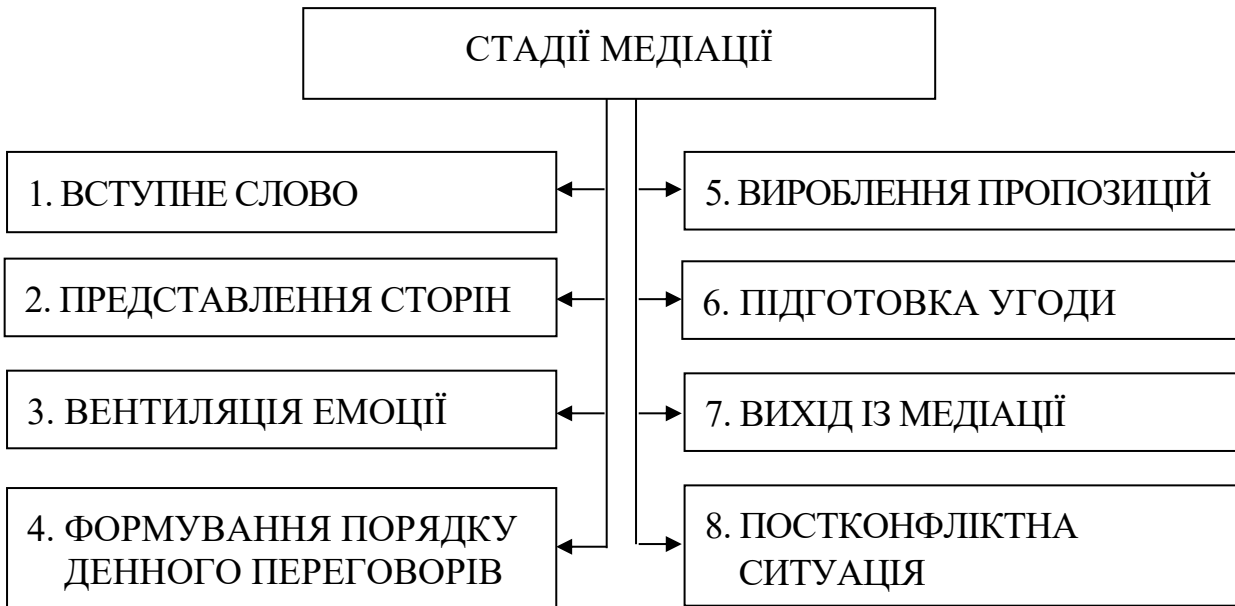 СТАДІЇ МЕДІАЦІЇ
1. ВСТУПНЕ СЛОВО
2. ПРЕДСТАВЛЕННЯ СТОРІН
3. ВЕНТИЛЯЦІЯ ЕМОЦІЇ
4. ФОРМУВАННЯ ПОРЯДКУ
ДЕННОГО ПЕРЕГОВОРІВ
5. ВИРОБЛЕННЯ ПРОПОЗИЦІЙ
6. ПІДГОТОВКА УГОДИ
7. ВИХІД ІЗ МЕДІАЦІЇ
8. ПОСТКОНФЛІКТНА
СИТУАЦІЯ